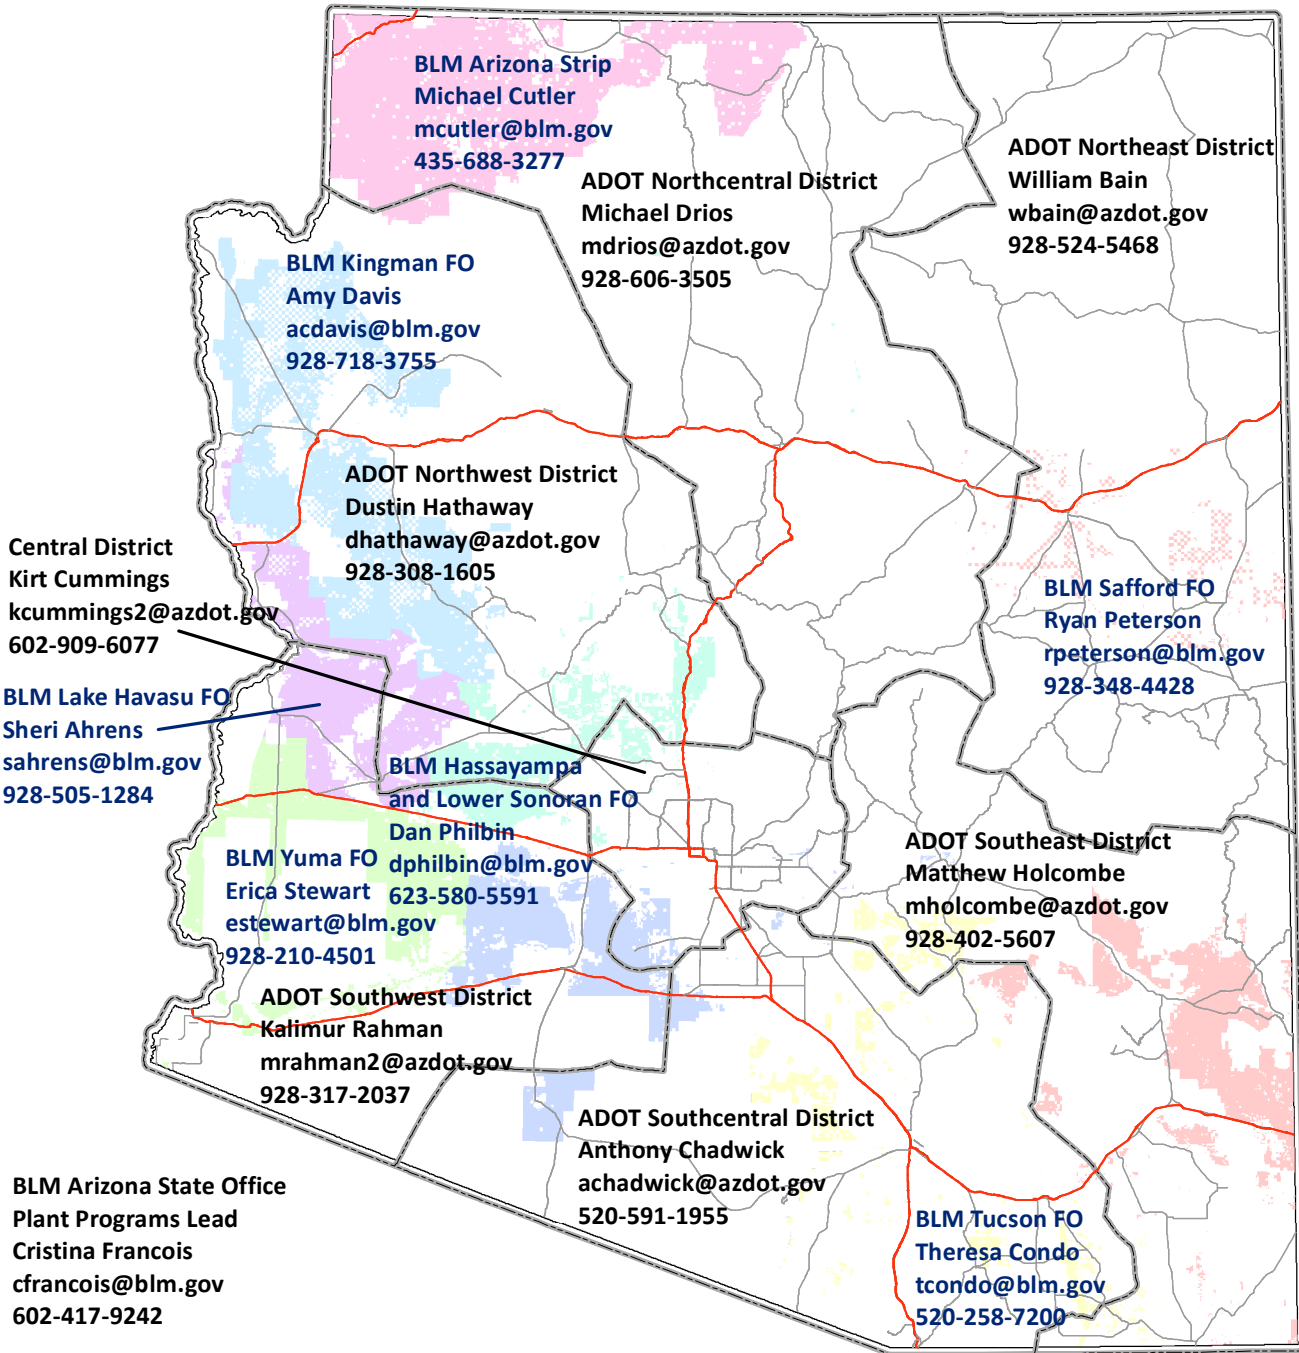 BLM Arizona Strip
Michael Cutler
mcutler@blm.gov
435-688-3277
ADOT Northcentral District
Michael Drios
mdrios@azdot.gov
928-606-3505
ADOT Northeast District
William Bain
wbain@azdot.gov
928-524-5468
BLM Kingman FO
Amy Davis
acdavis@blm.gov
928-718-3755
ADOT Northwest District
Dustin Hathaway
dhathaway@azdot.gov
928-308-1605
Central District
Kirt Cummings
kcummings2@azdot.gov
602-909-6077
BLM Safford FO
Ryan Peterson
rpeterson@blm.gov
928-348-4428
BLM Lake Havasu FO
Sheri Ahrens
sahrens@blm.gov
928-505-1284
BLM Hassayampa
and Lower Sonoran FO
Dan Philbin
dphilbin@blm.gov
623-580-5591
BLM Yuma FO
Erica Stewart
estewart@blm.gov
928-210-4501
ADOT Southeast District
Matthew Holcombe
mholcombe@azdot.gov
928-402-5607
ADOT Southwest District
Kalimur Rahman
mrahman2@azdot.gov
928-317-2037
ADOT Southcentral District
Anthony Chadwick
achadwick@azdot.gov
520-591-1955
BLM Arizona State Office
Plant Programs Lead
Cristina Francois
cfrancois@blm.gov
602-417-9242
BLM Tucson FO
Theresa Condo
tcondo@blm.gov
520-258-7200